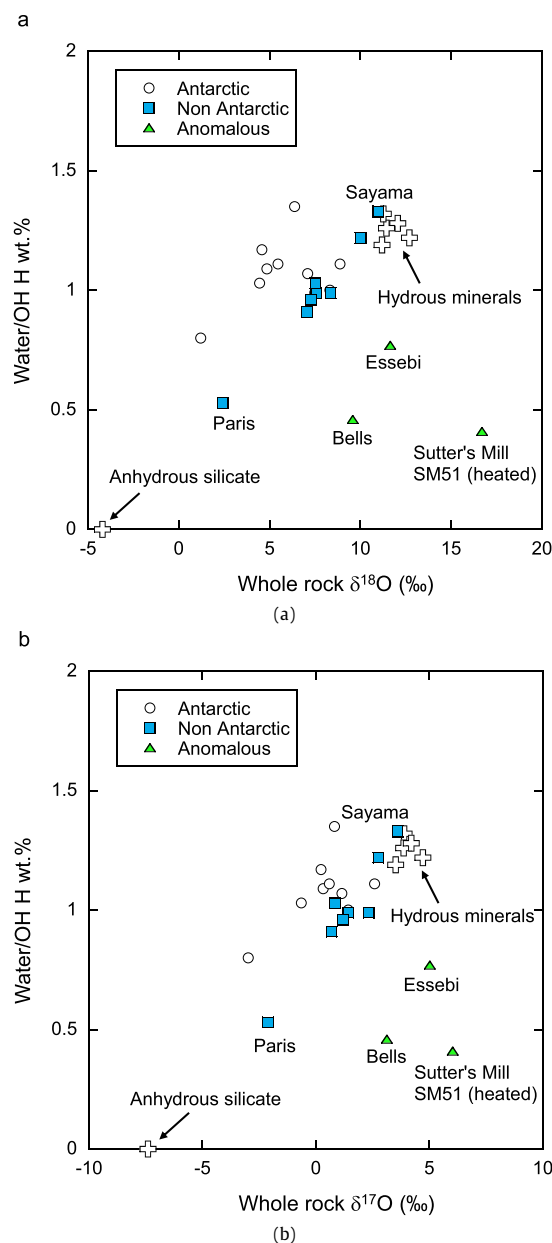 a
2
Antarctic
Non Antarctic
Anomalous
1.5
Sayama
Water/OH H wt.%
1
Hydrous minerals
Essebi
0.5
Paris
Bells
Sutter's Mill
SM51 (heated)
Anhydrous silicate
0
-5 0 5 10 15 20
Whole rock δ¹⁸O (‰)
(a)
b
2
Antarctic
Non Antarctic
Anomalous
1.5
Sayama
Water/OH H wt.%
1
Hydrous minerals
Essebi
0.5
Paris
Bells
Sutter's Mill
SM51 (heated)
Anhydrous silicate
0
-10 -5 0 5 10
Whole rock δ¹⁷O (‰)
(b)